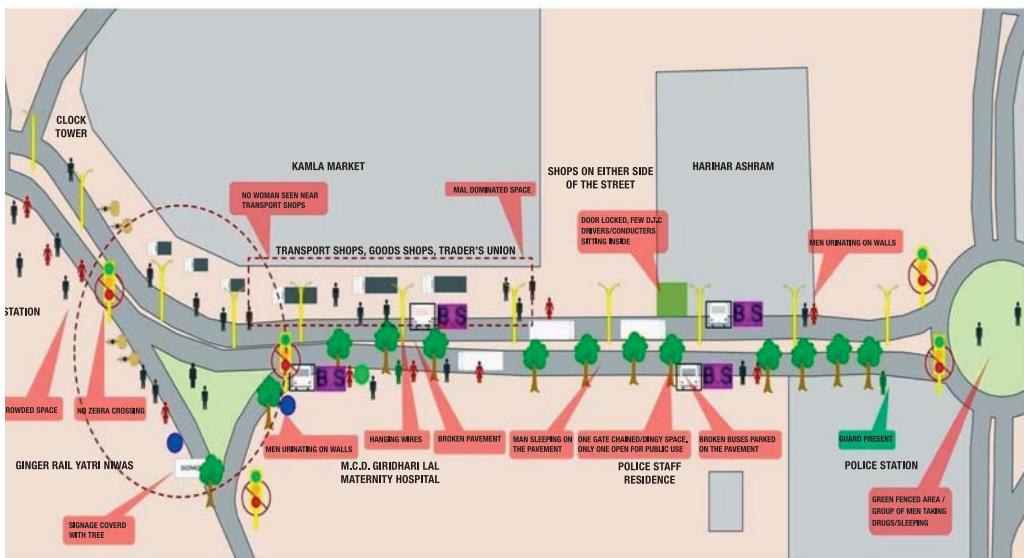 CLOCK
TOWER
KAMLA MARKET
SHOPS ON EITHER SIDE
OF THE STREET
HARIHAR ASHRAM
NO WOMAN SEEN NEAR
TRANSPORT SHOPS
MAL DOMINATED SPACE
DOOR LOCKED, FEW D.T.C
DRIVERS/CONDUCTORS
SITTING INSIDE
MEN URINATING ON WALLS
TRANSPORT SHOPS, GOODS SHOPS, TRADER'S UNION
STATION
B S
B S
B S
B S
ROWDED SPACE
NO ZEBRA CROSSING
MEN URINATING ON WALLS
HANGING WIRES
BROKEN PAVEMENT
MAN SLEEPING ON
THE PAVEMENT
ONE GATE CHAINED/DINGY SPACE,
ONLY ONE OPEN FOR PUBLIC USE
BROKEN BUSES PARKED
ON THE PAVEMENT
GUARD PRESENT
GINGER RAIL YATRI NIWAS
M.C.D. GIRIDHARI LAL
MATERNITY HOSPITAL
POLICE STAFF
RESIDENCE
POLICE STATION
SIGNAGE COVERD
WITH TREE
GREEN FENCED AREA /
GROUP OF MEN TAKING
DRUGS/SLEEPING